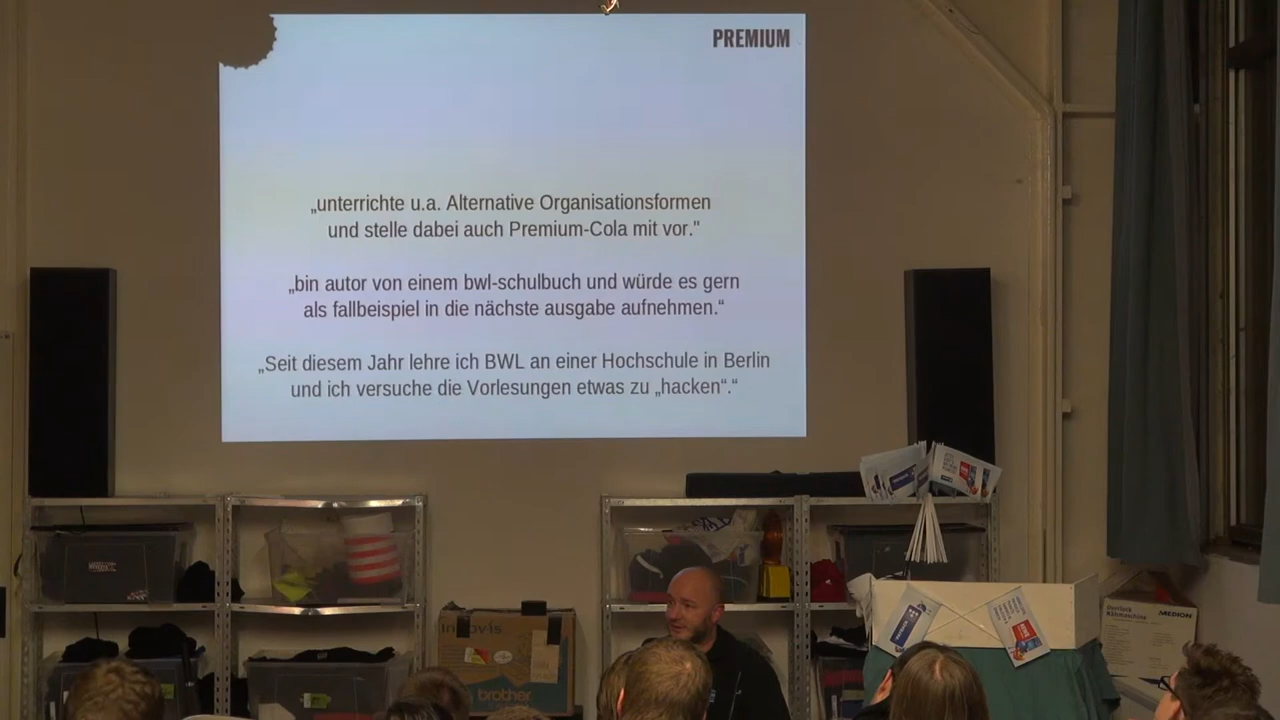 PREMIUM
„unterrichte u.a. Alternative Organisationsformen
und stelle dabei auch Premium-Cola mit vor."
„bin autor von einem bwl-schulbuch und würde es gern
als fallbeispiel in die nächste ausgabe aufnehmen.“
„Seit diesem Jahr lehre ich BWL an einer Hochschule in Berlin
und ich versuche die Vorlesungen etwas zu „hacken“.“
brother
MEDION
Overlock
Nähmaschine